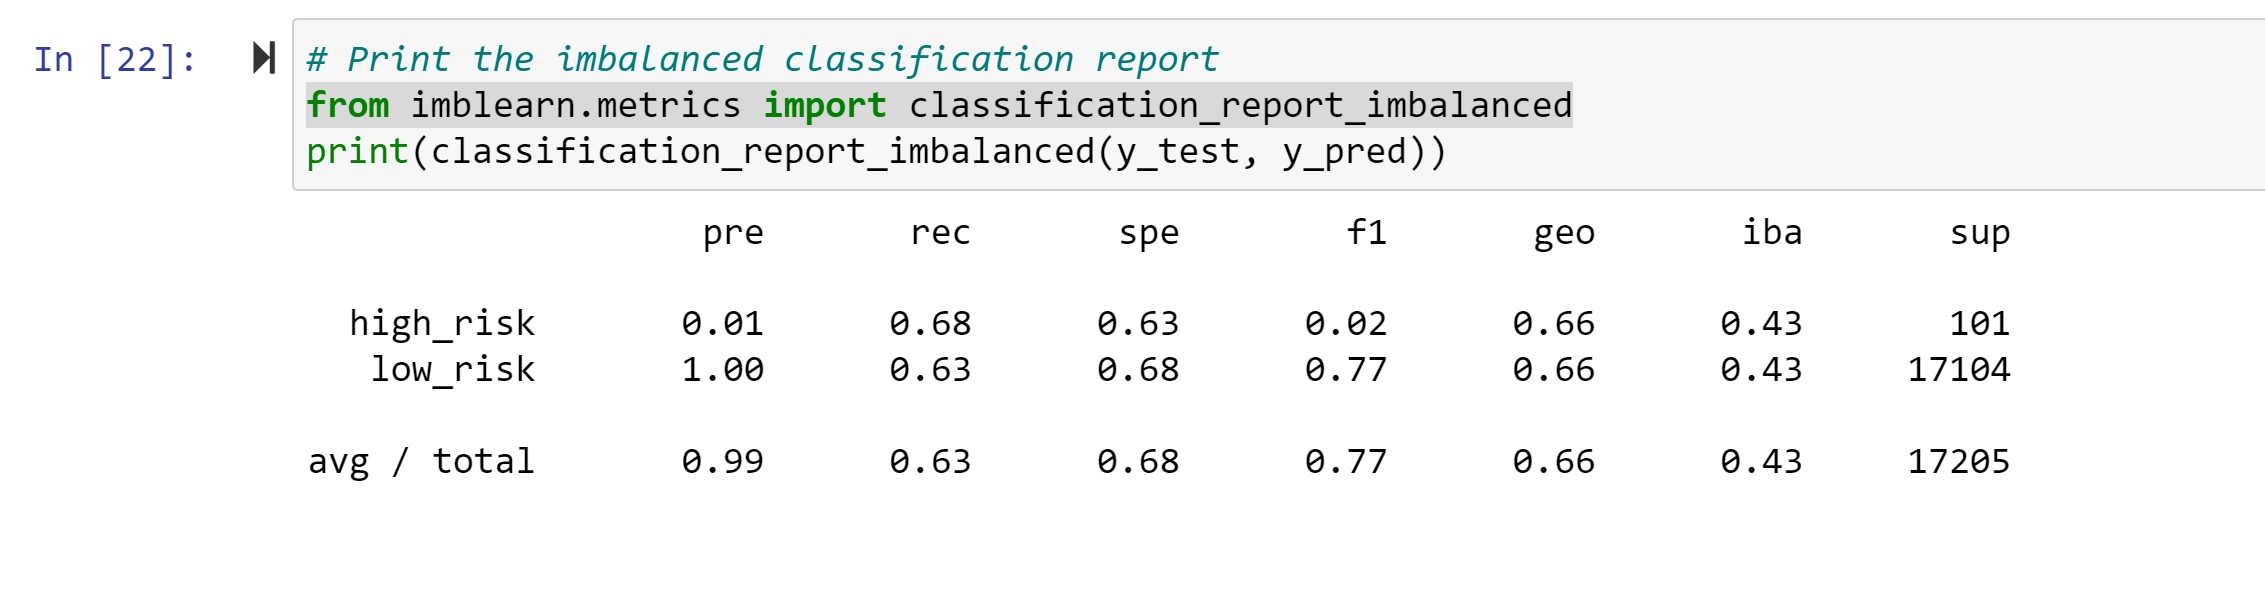 In [22]:
# Print the imbalanced classification report
from imblearn.metrics import classification_report_imbalanced
print(classification_report_imbalanced(y_test, y_pred))
pre rec spe f1 geo iba sup
high_risk 0.01 0.68 0.63 0.02 0.66 0.43 101
low_risk 1.00 0.63 0.68 0.77 0.66 0.43 17104
avg / total 0.99 0.63 0.68 0.77 0.66 0.43 17205